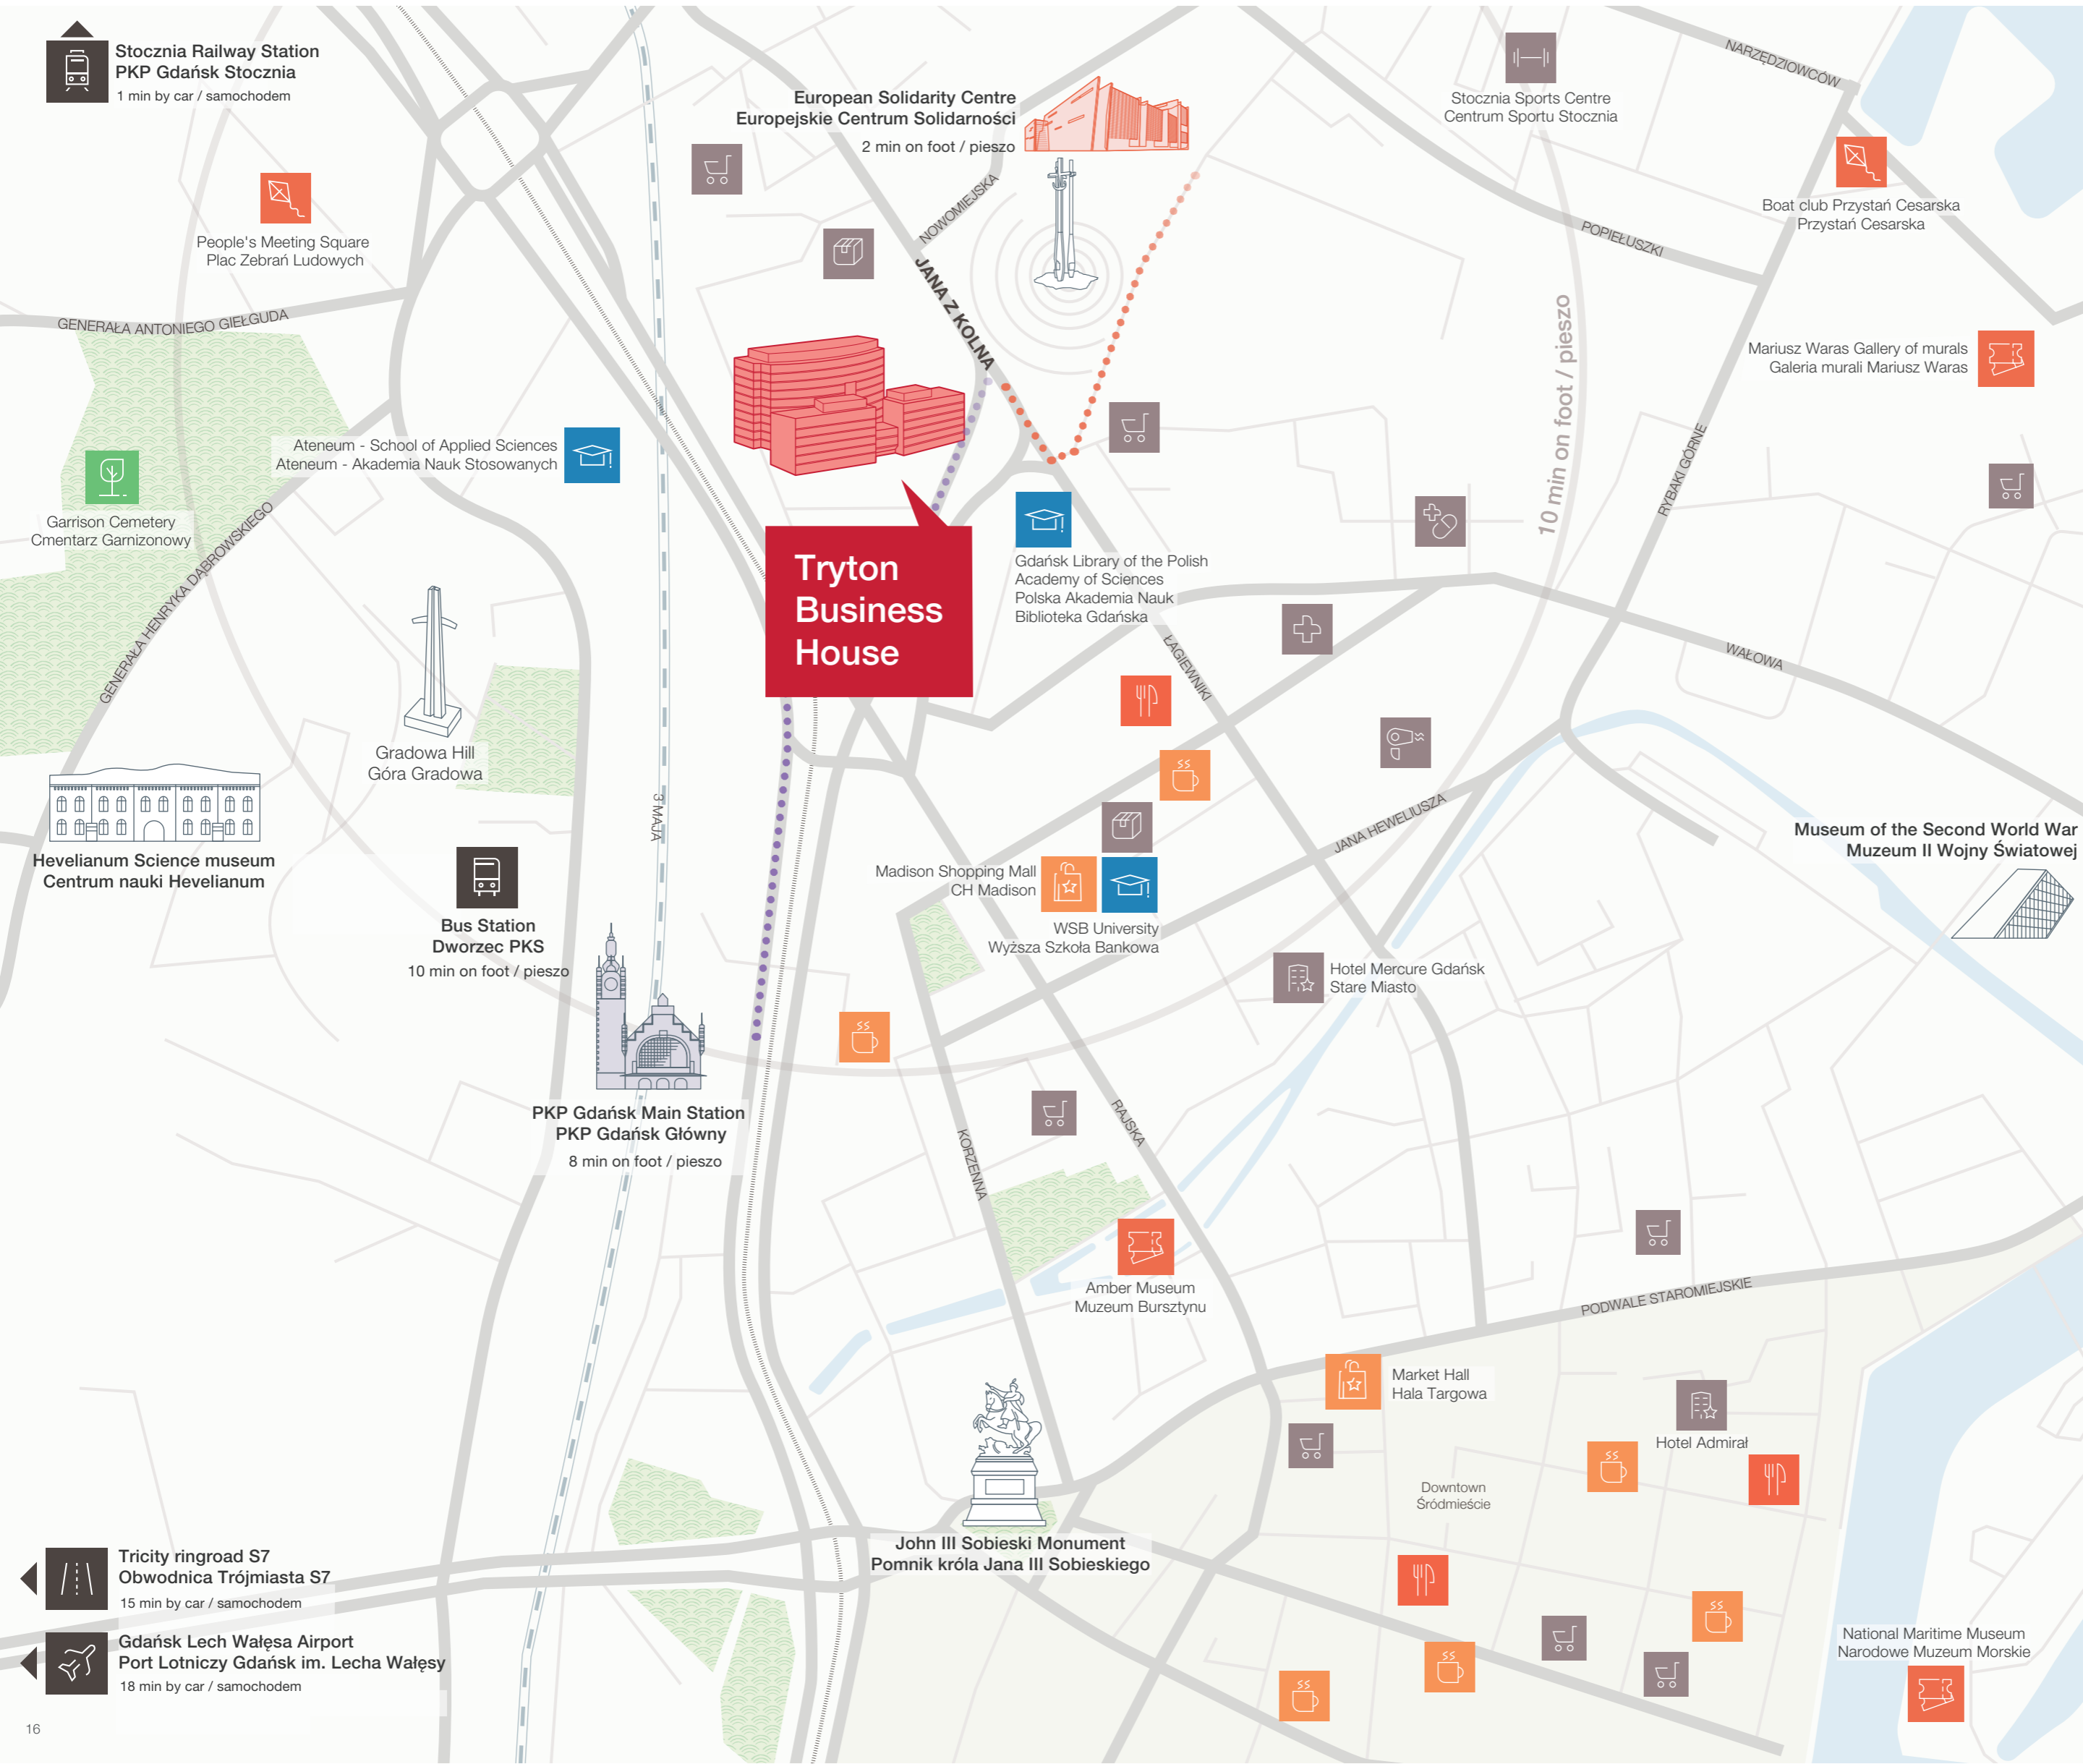 Stocznia Railway Station
PKP Gdańsk Stocznia
1 min by car / samochodem
European Solidarity Centre
Europejskie Centrum Solidarności
2 min on foot / pieszo
Stocznia Sports Centre
Centrum Sportu Stocznia
NARZĘDZIOWCÓW
People's Meeting Square
Plac Zebrań Ludowych
NOWOMIEJSKA
Boat club Przystań Cesarska
Przystań Cesarska
POPIEŁUSZKI
GENERAŁA ANTONIEGO GIEŁGUDA
JANA Z KOLNA
10 min on foot / pieszo
Mariusz Waras Gallery of murals
Galeria murali Mariusz Waras
Ateneum - School of Applied Sciences
Ateneum - Akademia Nauk Stosowanych
RYBAKI GÓRNE
Garrison Cemetery
Cmentarz Garnizonowy
GENERAŁA HENRYKA DĄBROWSKIEGO
Tryton
Business
House
Gdańsk Library of the Polish
Academy of Sciences
Polska Akademia Nauk
Biblioteka Gdańska
ŁAGIEWNIKI
WAŁOWA
Gradowa Hill
Góra Gradowa
3 MAJA
JANA HEWELIUSZA
Hevelianum Science museum
Centrum nauki Hevelianum
Museum of the Second World War
Muzeum II Wojny Światowej
Madison Shopping Mall
CH Madison
WSB University
Wyższa Szkoła Bankowa
Bus Station
Dworzec PKS
10 min on foot / pieszo
Hotel Mercure Gdańsk
Stare Miasto
PKP Gdańsk Main Station
PKP Gdańsk Główny
8 min on foot / pieszo
KORZENNA
RAJSKA
Amber Museum
Muzeum Bursztynu
PODWALE STAROMIEJSKIE
Market Hall
Hala Targowa
Hotel Admirał
Downtown
Śródmieście
John III Sobieski Monument
Pomnik króla Jana III Sobieskiego
Tricity ringroad S7
Obwodnica Trójmiasta S7
15 min by car / samochodem
Gdańsk Lech Wałęsa Airport
Port Lotniczy Gdańsk im. Lecha Wałęsy
18 min by car / samochodem
National Maritime Museum
Narodowe Muzeum Morskie
16